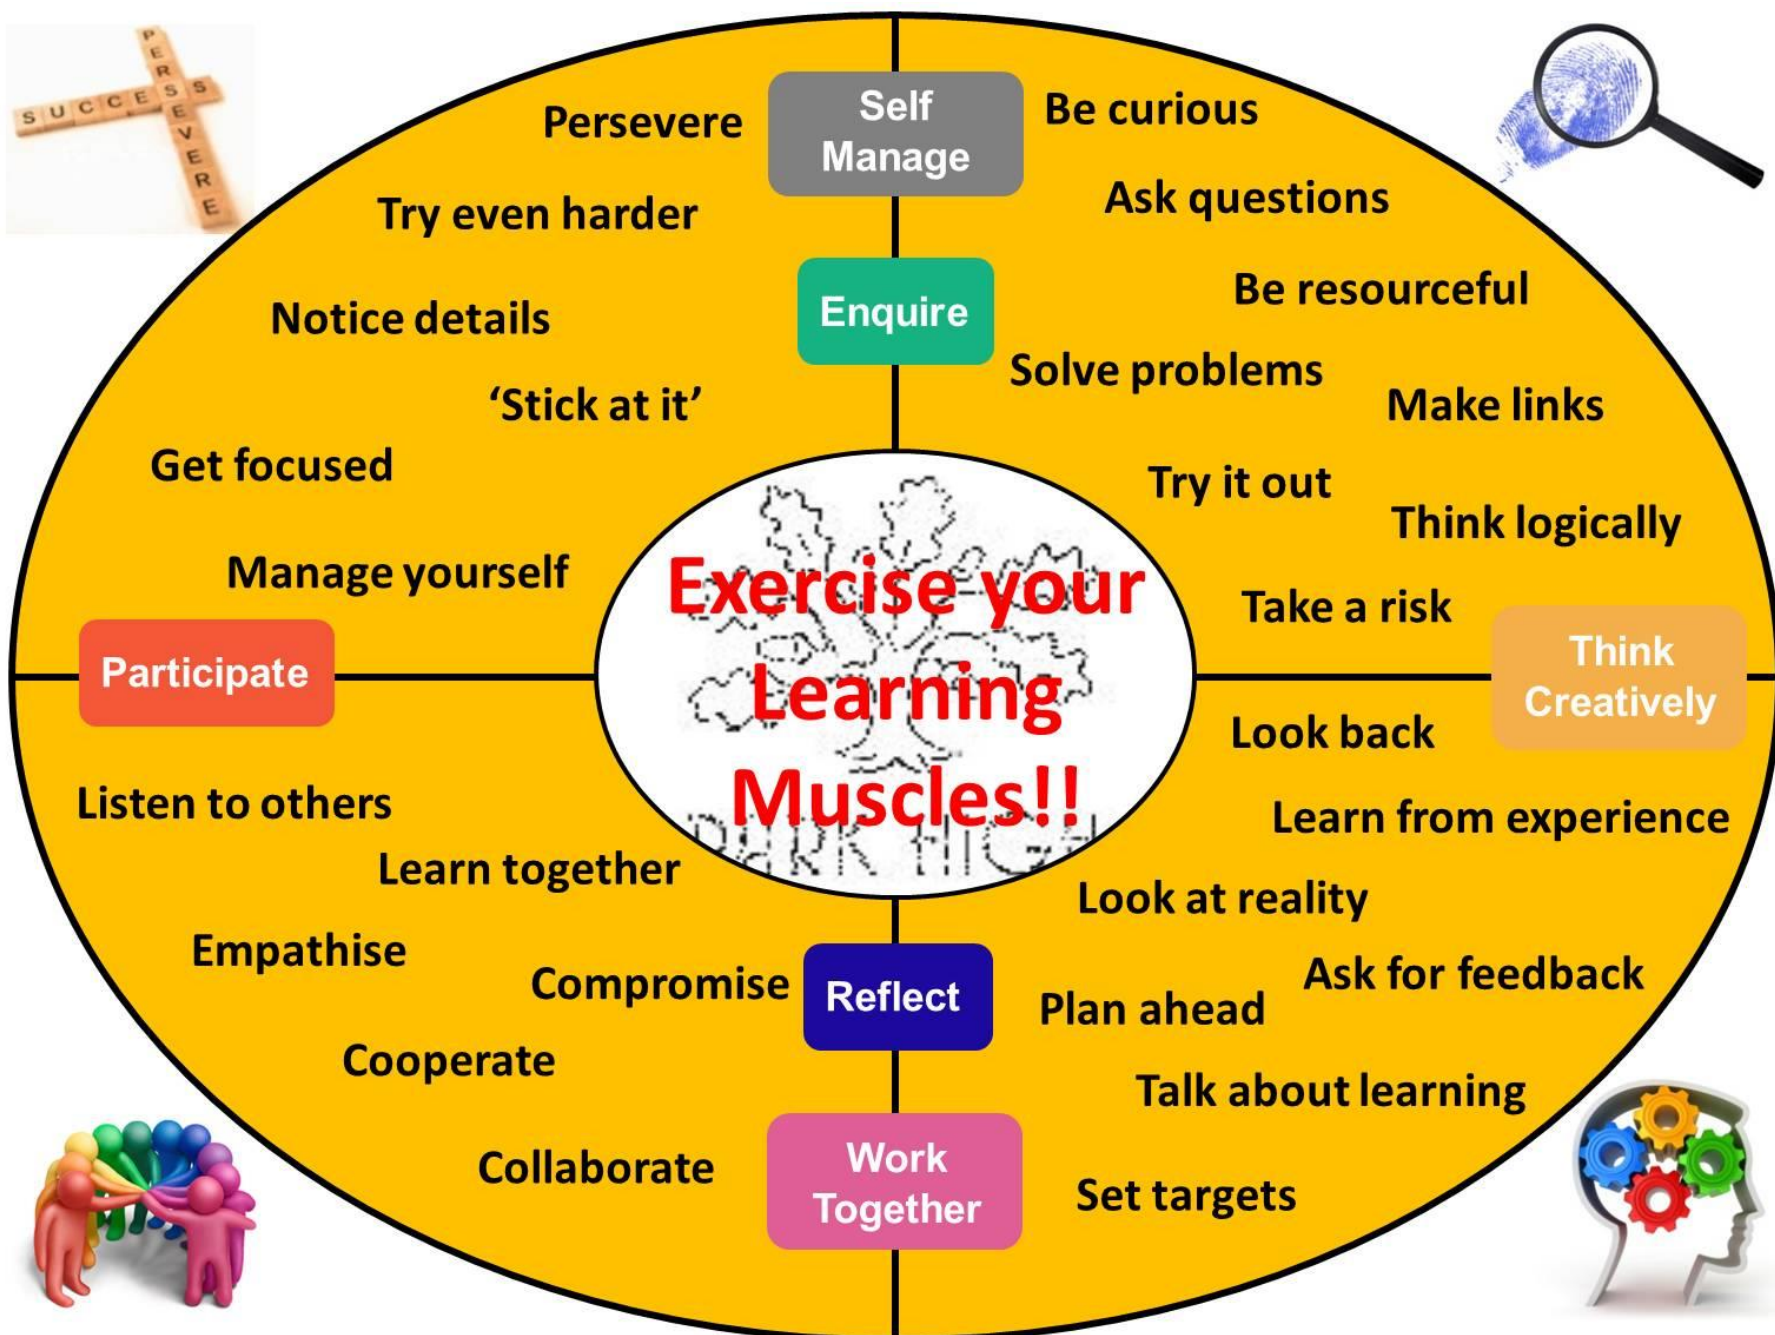 PERSEVERE
SUCCESS
Self
Manage
Persevere
Try even harder
Notice details
‘Stick at it’
Get focused
Manage yourself
Be curious
Ask questions
Be resourceful
Enquire
Solve problems
Make links
Try it out
Think logically
Take a risk
Exercise your
Learning
Muscles!!
PARK HIGH
Participate
Think
Creatively
Listen to others
Learn together
Empathise
Compromise
Cooperate
Collaborate
Look back
Learn from experience
Look at reality
Ask for feedback
Plan ahead
Talk about learning
Set targets
Reflect
Work
Together